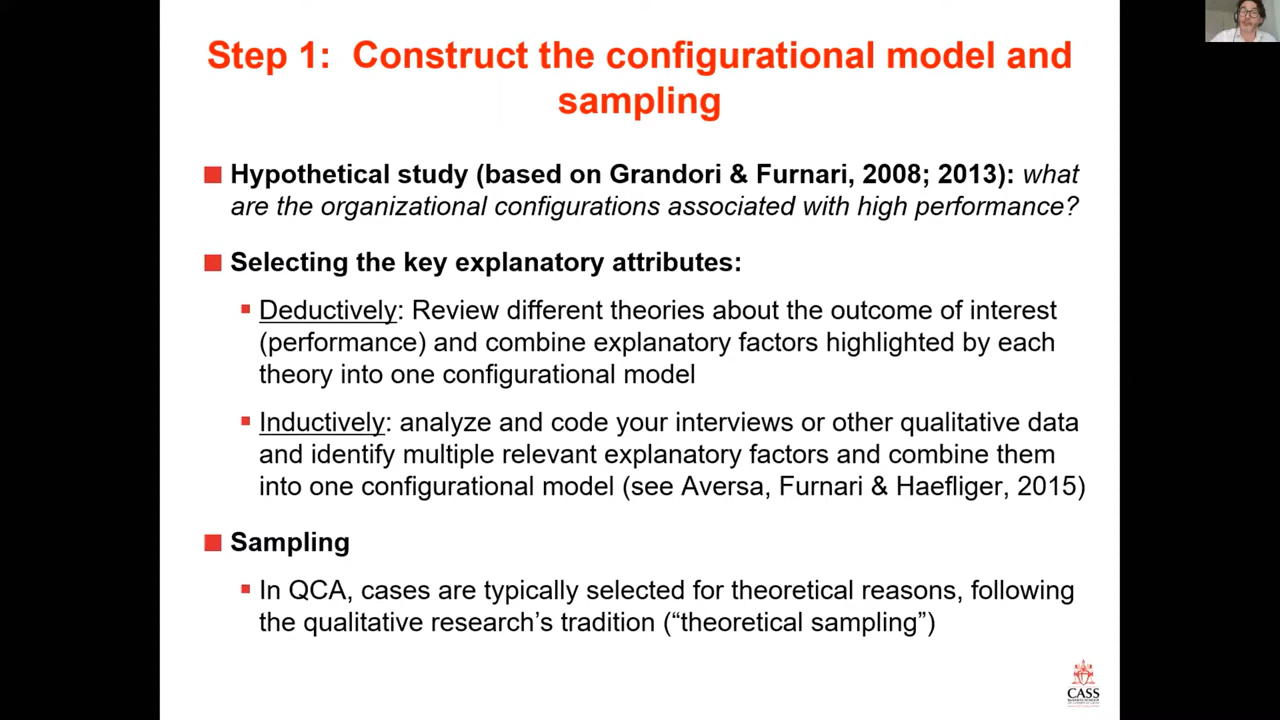 Step 1: Construct the configurational model and
sampling
Hypothetical study (based on Grandori & Furnari, 2008; 2013): what
are the organizational configurations associated with high performance?
Selecting the key explanatory attributes:
Deductively: Review different theories about the outcome of interest
(performance) and combine explanatory factors highlighted by each
theory into one configurational model
Inductively: analyze and code your interviews or other qualitative data
and identify multiple relevant explanatory factors and combine them
into one configurational model (see Aversa, Furnari & Haefliger, 2015)
Sampling
In QCA, cases are typically selected for theoretical reasons, following
the qualitative research’s tradition (“theoretical sampling”)
CASS